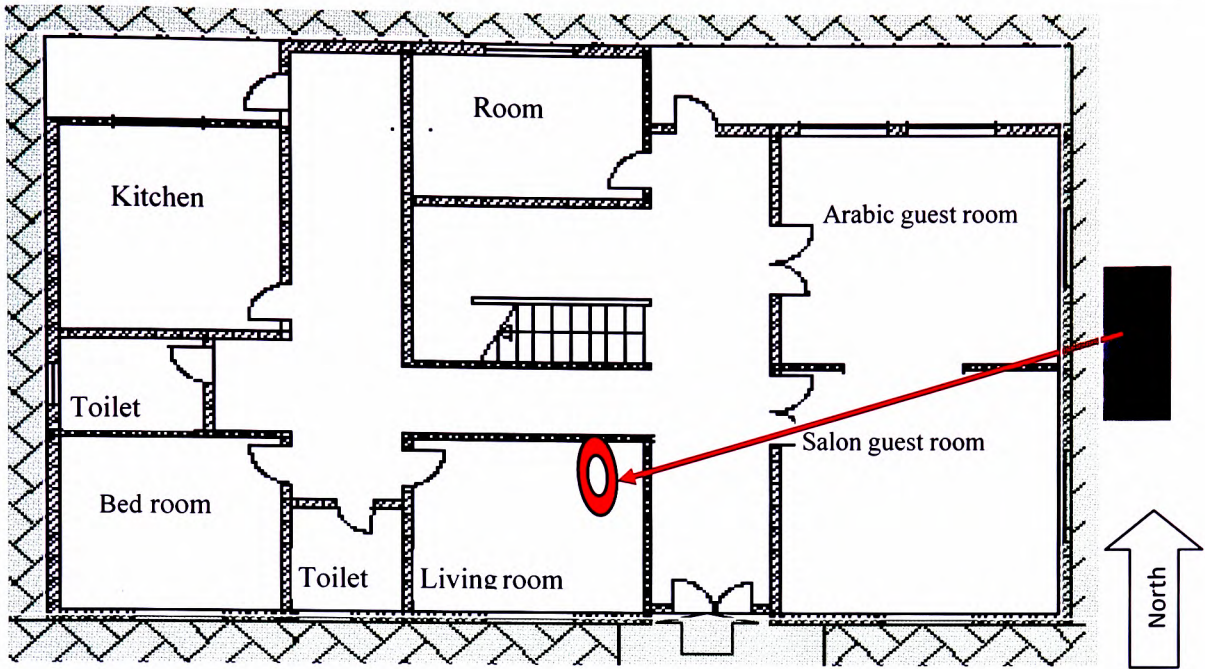 Room
Kitchen
Arabic guest room
Toilet
Salon guest room
Bed room
Toilet
Living room
North